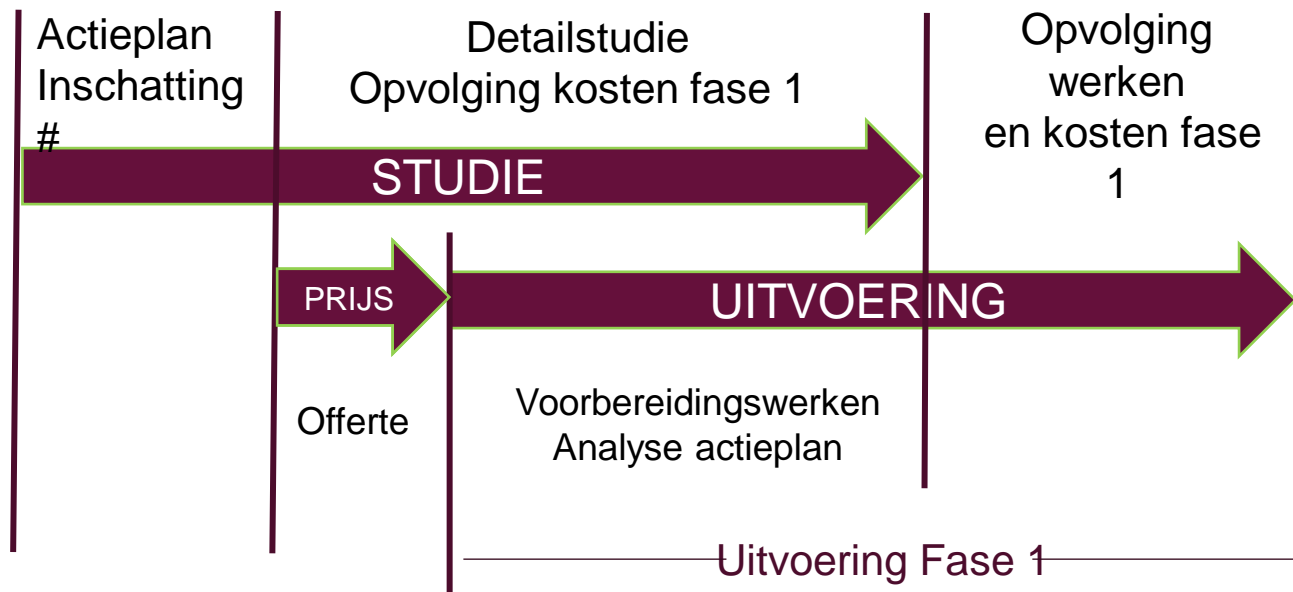 Actieplan
Inschatting
#
Detailstudie
Opvolging kosten fase 1
Opvolging
werken
en kosten fase
1
STUDIE
PRIJS
UITVOERING
Offerte
Voorbereidingswerken
Analyse actieplan
Uitvoering Fase 1